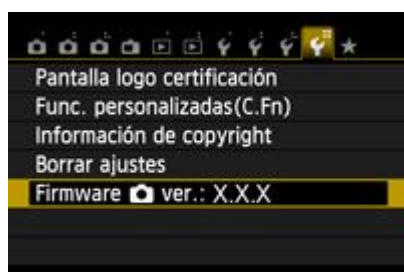 Pantalla logo certificación
Func. personalizadas(C.Fn)
Información de copyright
Borrar ajustes
Firmware ver.: X.X.X